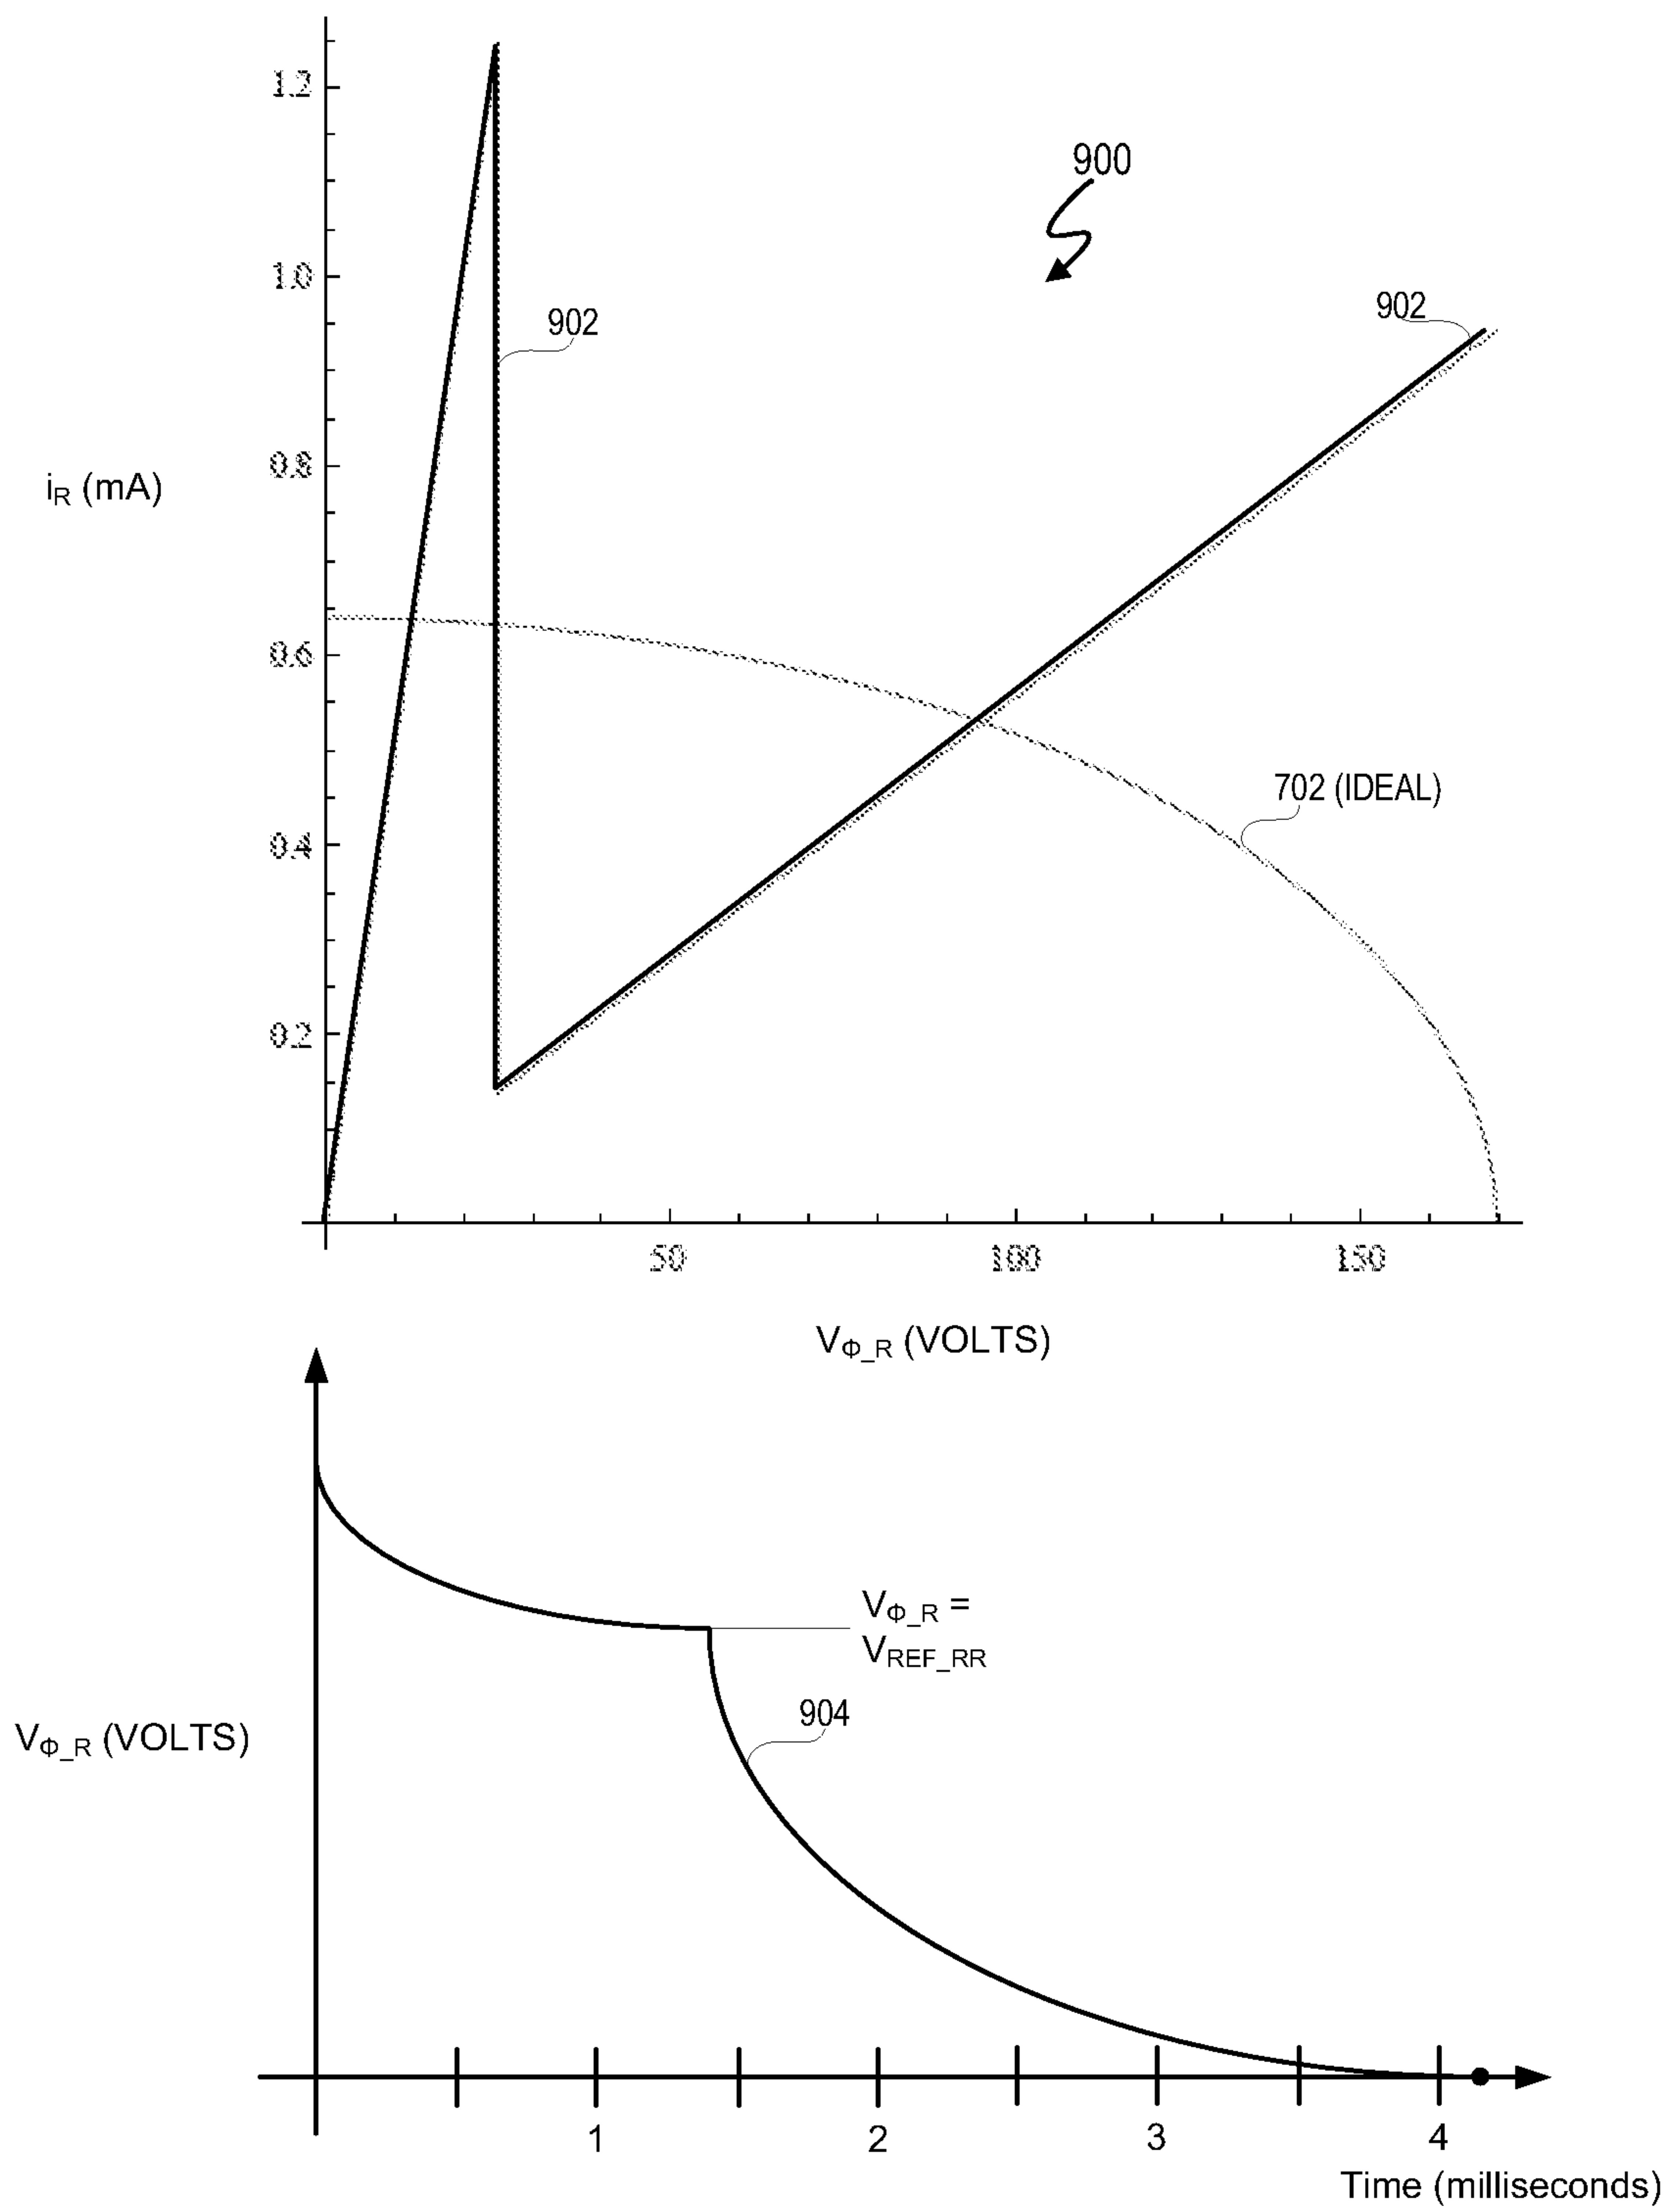 1.2
900
1.0
902
902
0.8
iR (mA)
0.6
702 (IDEAL)
0.4
0.2
50 100 150
VΦ_R (VOLTS)
VΦ_R =
VREF_RR
904
VΦ_R (VOLTS)
1 2 3 4
Time (milliseconds)